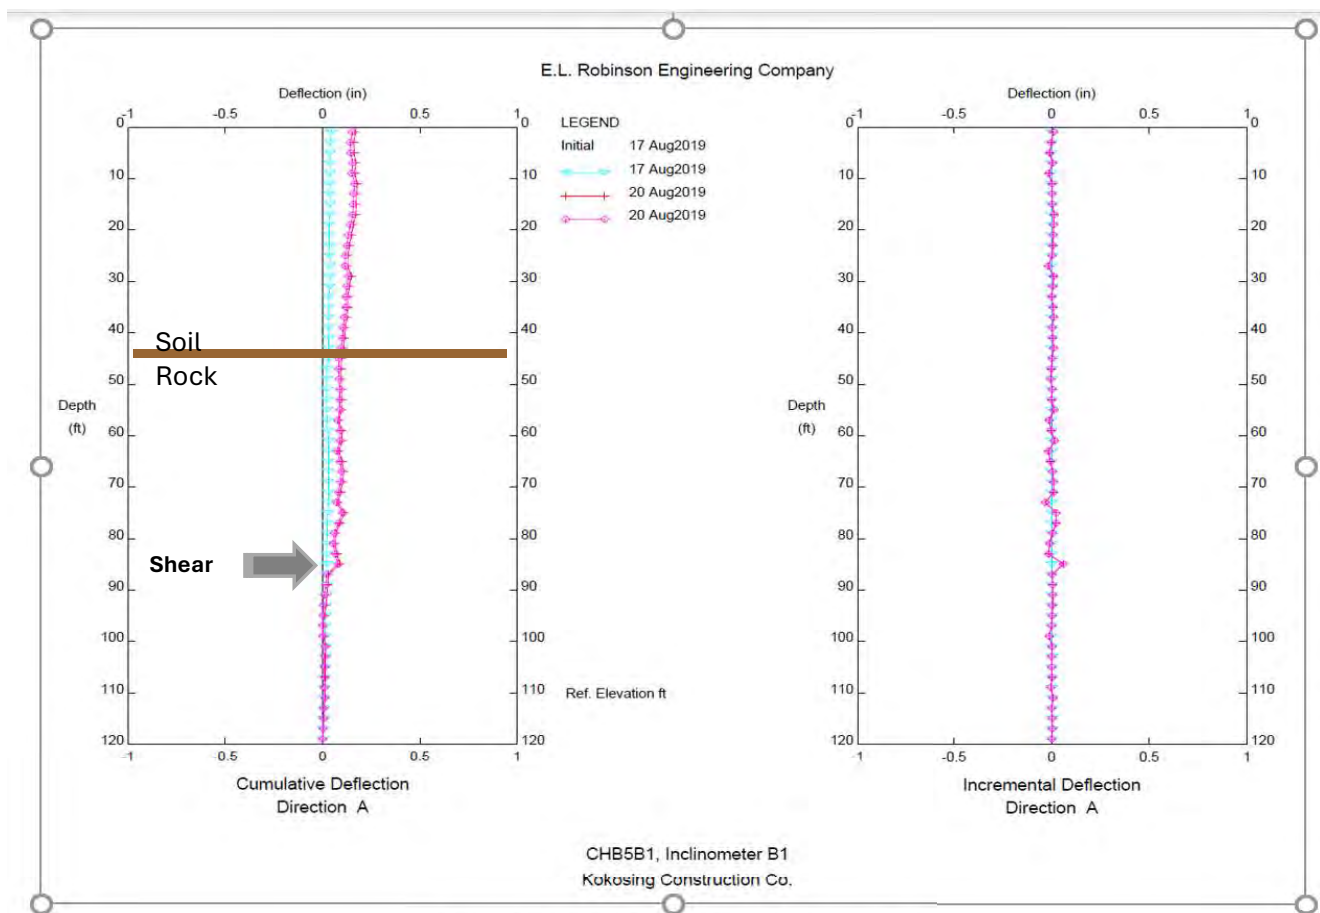 E.L. Robinson Engineering Company
Deflection (in)
-1 -0.5 0 0.5 1
0 0
10 10
20 20
30 30
40 40
50 50
60 60
70 70
80 80
90 90
100 100
110 110
120 120
-1 -0.5 0 0.5 1
Depth
(ft)
Soil
Rock
Shear
Cumulative Deflection
Direction A
LEGEND
Initial 17 Aug2019
17 Aug2019
20 Aug2019
20 Aug2019
Ref. Elevation ft
Deflection (in)
-1 -0.5 0 0.5 1
0 0
10 10
20 20
30 30
40 40
50 50
60 60
70 70
80 80
90 90
100 100
110 110
120 120
-1 -0.5 0 0.5 1
Depth
(ft)
Incremental Deflection
Direction A
CHB5B1, Inclinometer B1
Kokosing Construction Co.